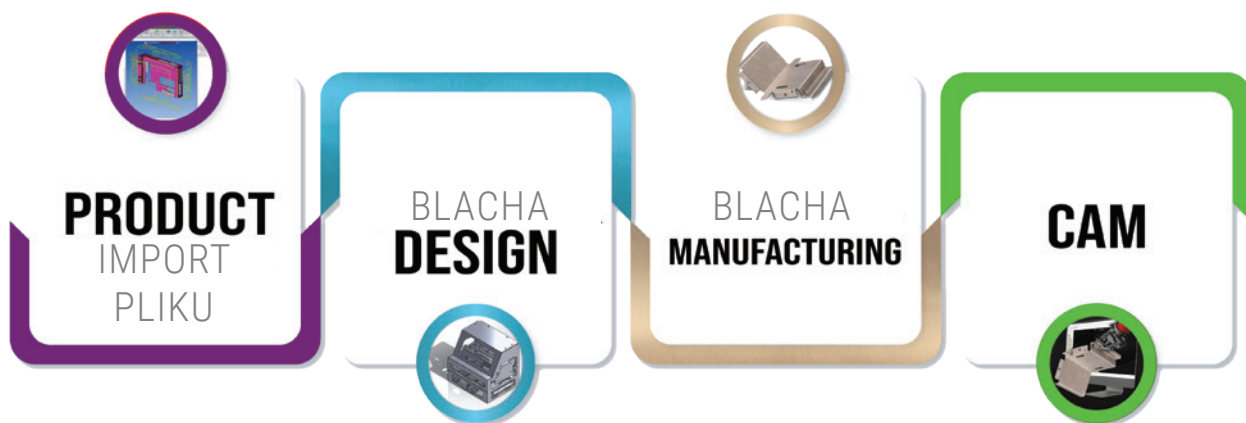 PRODUCT
IMPORT
PLIKU
BLACHA
DESIGN
BLACHA
MANUFACTURING
CAM